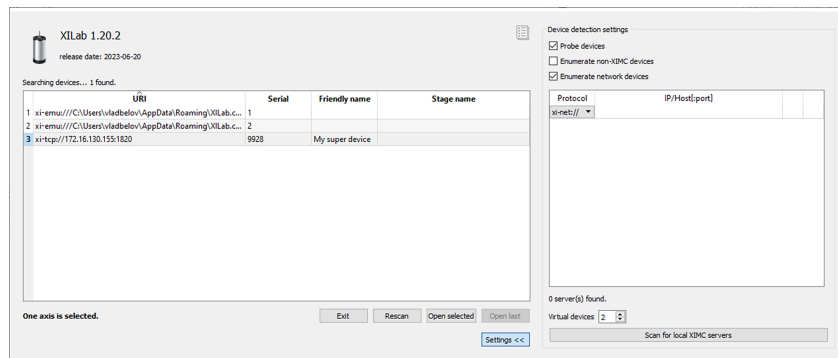 XILab 1.20.2
release date: 2023-06-20
Searching devices... 1 found.
URI Serial Friendly name Stage name
1 xi-emu:///C:\Users\vladbelov\AppData\Roaming\XILab.c... 1
2 xi-emu:///C:\Users\vladbelov\AppData\Roaming\XILab.c... 2
3 xi-tcp://172.16.130.155:1820 9928 My super device
One axis is selected.
Exit Rescan Open selected Open last
Settings <<
Device detection settings
Probe devices
Enumerate non-XIMC devices
Enumerate network devices
Protocol IP/Host[:port]
xi-net://
0 server(s) found.
Virtual devices 2
Scan for local XIMC servers